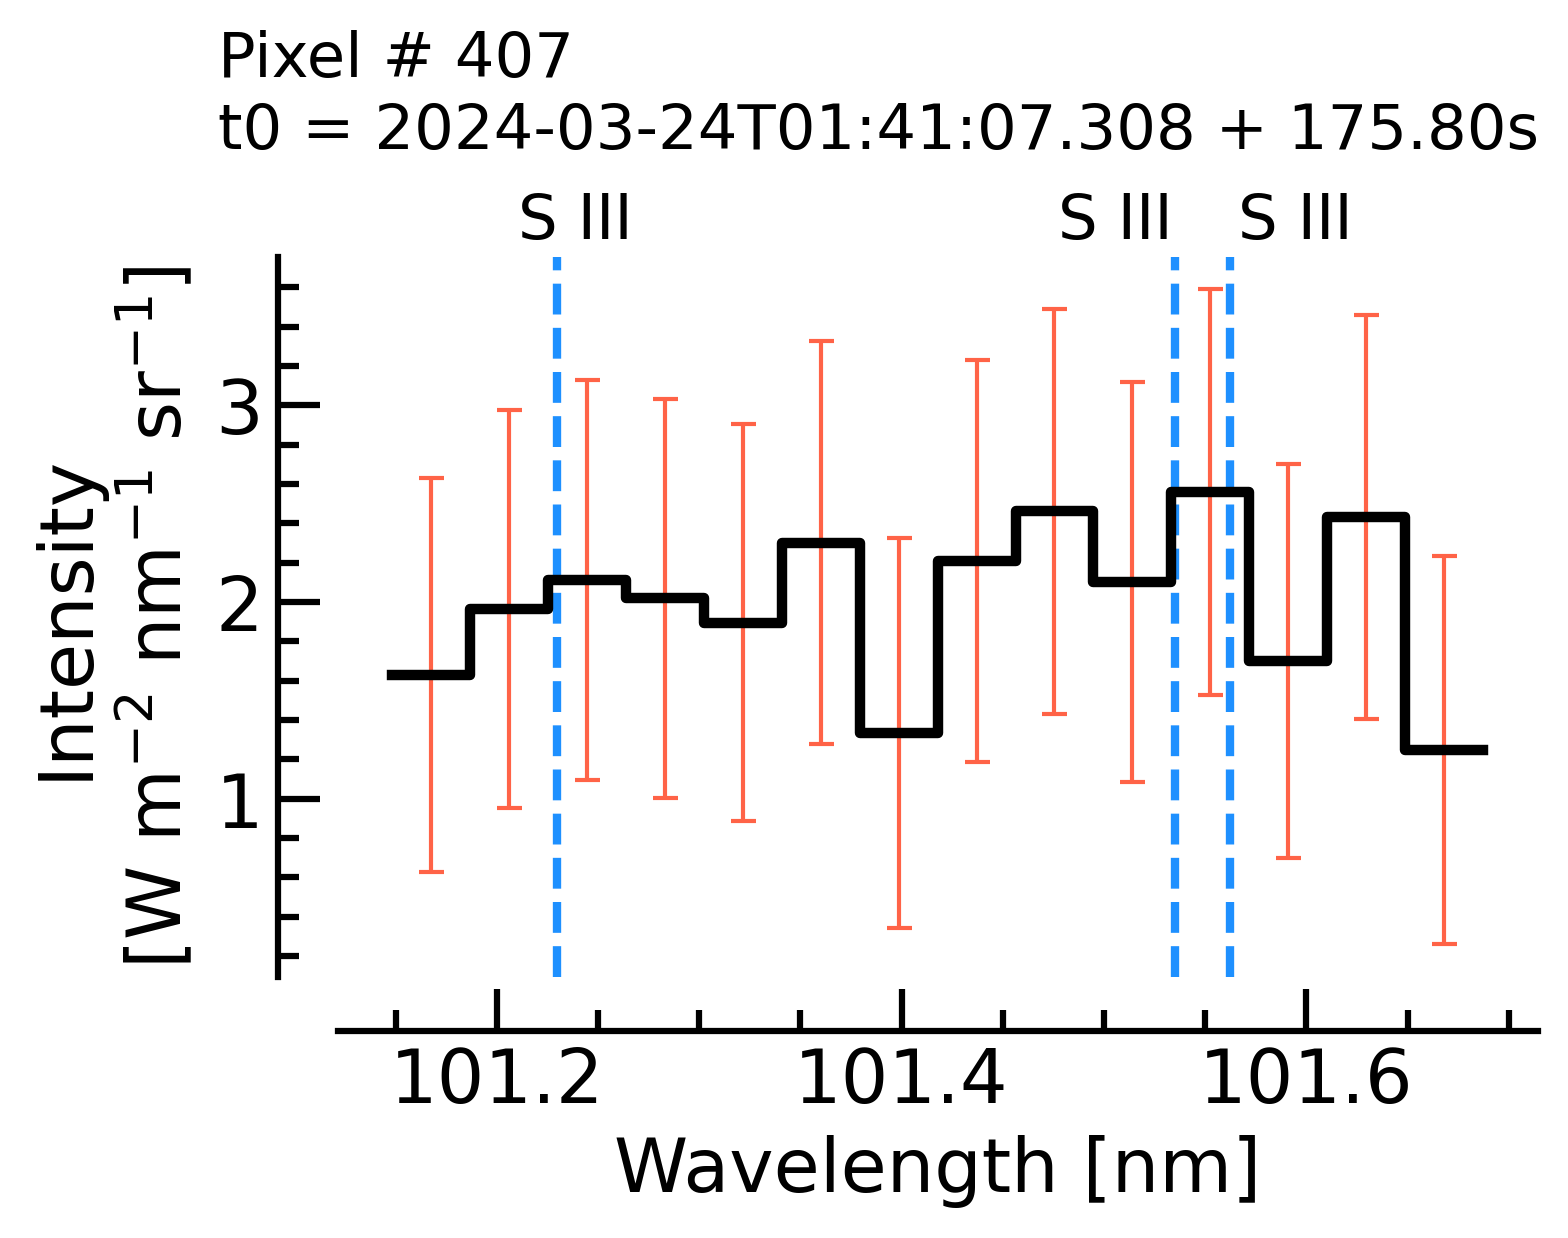 Pixel # 407
t0 = 2024-03-24T01:41:07.308 + 175.80s
S III S III S III
Intensity
[W m⁻² nm⁻¹ sr⁻¹]
3
2
1
101.2 101.4 101.6
Wavelength [nm]